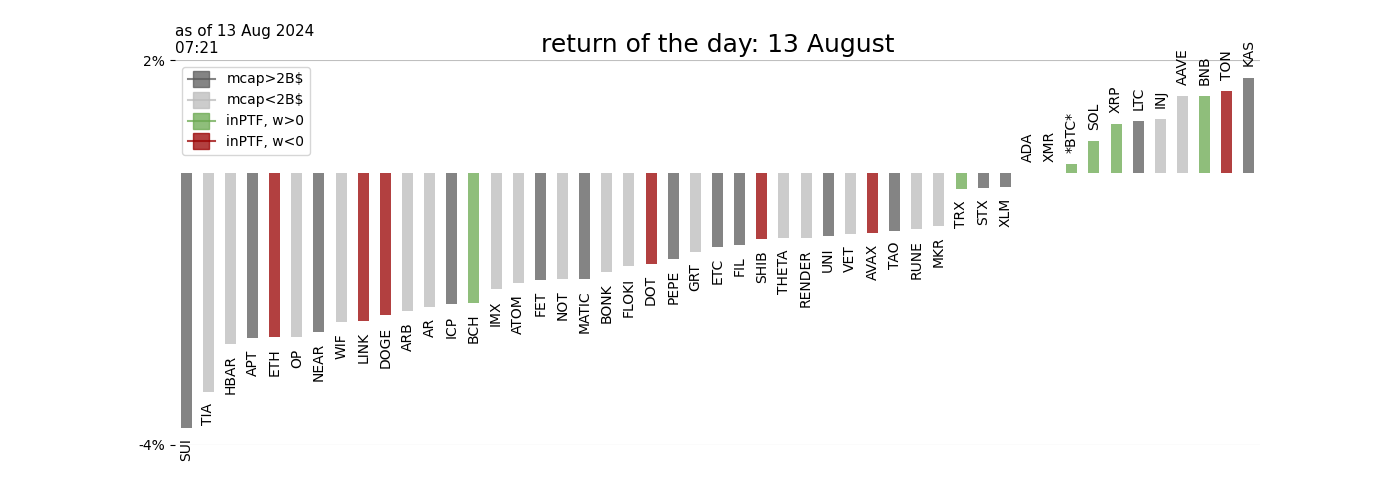 as of 13 Aug 2024
07:21
return of the day: 13 August
2%
mcap>2B$
mcap<2B$
inPTF, w>0
inPTF, w<0
-4%
SUI
TIA
HBAR
APT
ETH
OP
NEAR
WIF
LINK
DOGE
ARB
AR
ICP
BCH
IMX
ATOM
FET
NOT
MATIC
BONK
FLOKI
DOT
PEPE
GRT
ETC
FIL
SHIB
THETA
RENDER
UNI
VET
AVAX
TAO
RUNE
MKR
TRX
STX
XLM
ADA
XMR
*BTC*
SOL
XRP
LTC
INJ
AAVE
BNB
TON
KAS